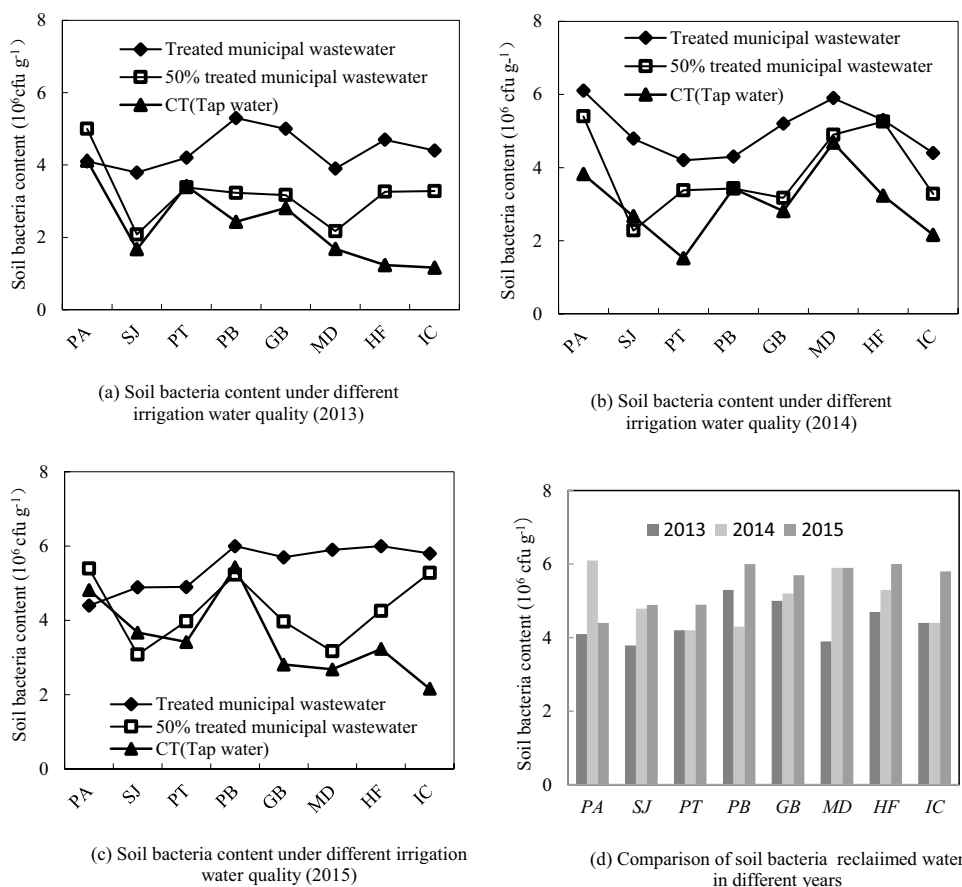 8
6
4
2
0
Soil bacteria content (10⁶ cfu g⁻¹)
Treated municipal wastewater
50% treated municipal wastewater
CT(Tap water)
PA SJ PT PB GB MD HF IC
(a) Soil bacteria content under different
irrigation water quality (2013)
8
6
4
2
0
Soil bacteria content (10⁶ cfu g⁻¹)
Treated municipal wastewater
50% treated municipal wastewater
CT(Tap water)
PA SJ PT PB GB MD HF IC
(b) Soil bacteria content under different
irrigation water quality (2014)
8
6
4
2
0
Soil bacteria content (10⁶ cfu g⁻¹)
Treated municipal wastewater
50% treated municipal wastewater
CT(Tap water)
PA SJ PT PB GB MD HF IC
(c) Soil bacteria content under different irrigation
water quality (2015)
8
6
4
2
0
Soil bacteria content (10⁶ cfu g⁻¹)
2013 2014 2015
PA SJ PT PB GB MD HF IC
(d) Comparison of soil bacteria reclaiimed water
in different years